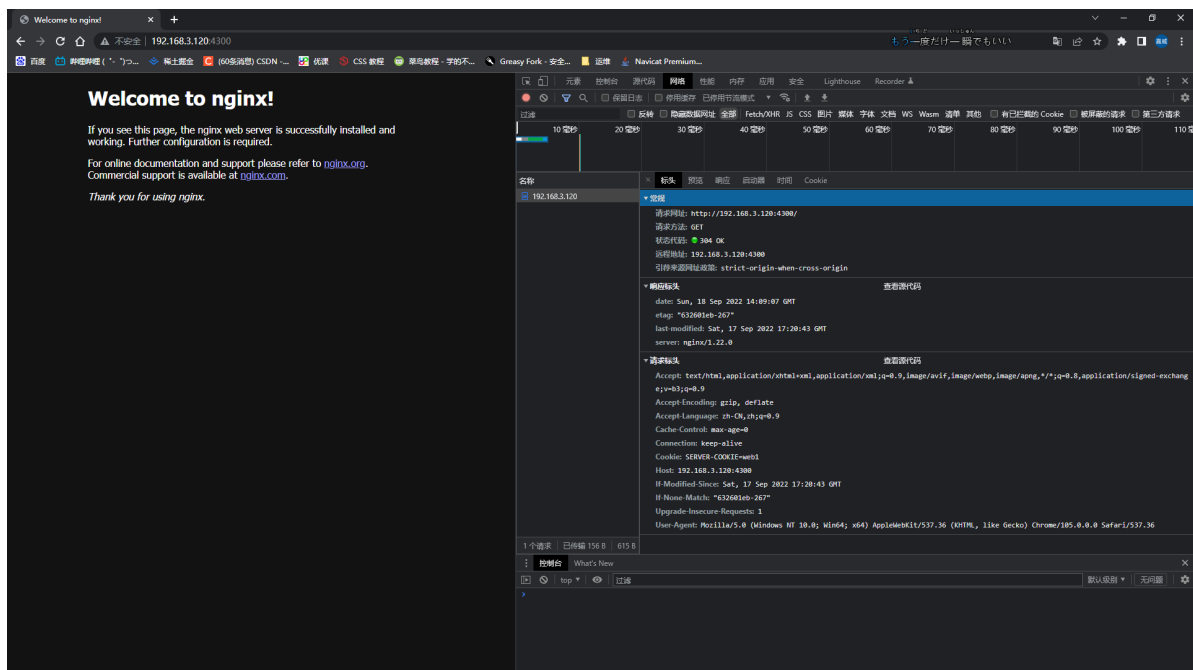 Welcome to nginx!
不安全 | 192.168.3.120:4300
もう一度だけ一瞬でもいい
百度 哔哩哔哩 ( ゜- ゜)つ... 稀土掘金 (60条消息) CSDN -... 优课 CSS 教程 菜鸟教程 - 学的不... Greasy Fork - 安全... 运维 Navicat Premium...
Welcome to nginx!
If you see this page, the nginx web server is successfully installed and
working. Further configuration is required.
For online documentation and support please refer to nginx.org.
Commercial support is available at nginx.com.
Thank you for using nginx.
元素 控制台 源代码 网络 性能 内存 应用 安全 Lighthouse Recorder
保留日志 停用缓存 已停用节流模式
过滤 反转 隐藏数据网址 全部 Fetch/XHR JS CSS 图片 媒体 字体 文档 WS Wasm 清单 其他 有已拦截的 Cookie 被屏蔽的请求 第三方请求
10 毫秒 20 毫秒 30 毫秒 40 毫秒 50 毫秒 60 毫秒 70 毫秒 80 毫秒 90 毫秒 100 毫秒 110
名称
192.168.3.120
× 标头 预览 响应 启动器 时间 Cookie
常规
请求网址: http://192.168.3.120:4300/
请求方法: GET
状态代码: 304 OK
远程地址: 192.168.3.120:4300
引荐来源网址政策: strict-origin-when-cross-origin
响应标头 查看源代码
date: Sun, 18 Sep 2022 14:09:07 GMT
etag: "632601eb-267"
last-modified: Sat, 17 Sep 2022 17:20:43 GMT
server: nginx/1.22.0
请求标头 查看源代码
Accept: text/html,application/xhtml+xml,application/xml;q=0.9,image/avif,image/webp,image/apng,*/*;q=0.8,application/signed-exchang
e;v=b3;q=0.9
Accept-Encoding: gzip, deflate
Accept-Language: zh-CN,zh;q=0.9
Cache-Control: max-age=0
Connection: keep-alive
Cookie: SERVER-COOKIE=web1
Host: 192.168.3.120:4300
If-Modified-Since: Sat, 17 Sep 2022 17:20:43 GMT
If-None-Match: "632601eb-267"
Upgrade-Insecure-Requests: 1
User-Agent: Mozilla/5.0 (Windows NT 10.0; Win64; x64) AppleWebKit/537.36 (KHTML, like Gecko) Chrome/105.0.0.0 Safari/537.36
1 个请求 已传输 156 B 615 B
控制台 What's New
top 过滤 默认级别 无问题